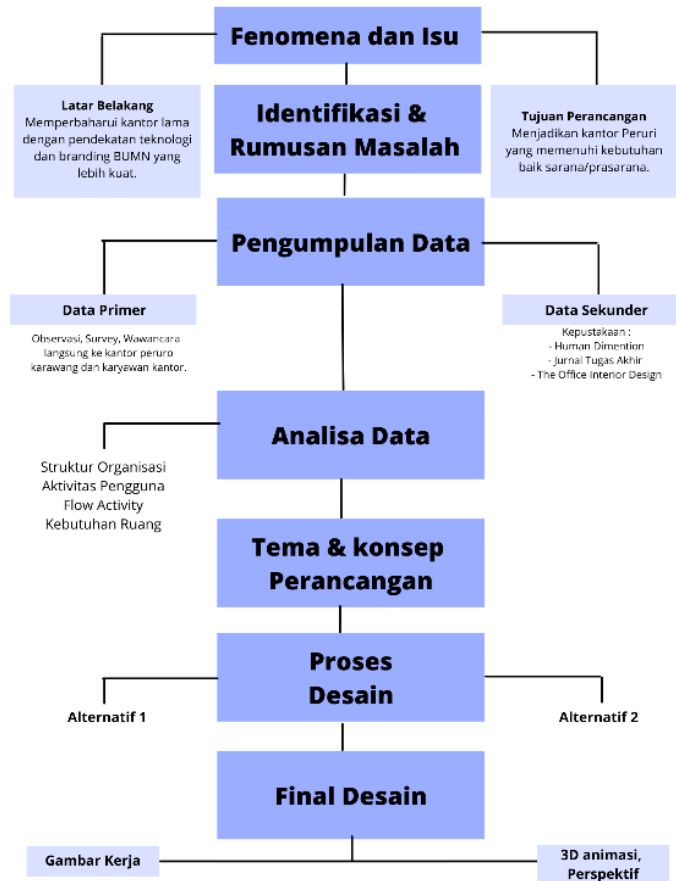 Fenomena dan Isu
Latar Belakang
Memperbaharui kantor lama
dengan pendekatan teknologi
dan branding BUMN yang
lebih kuat.
Identifikasi &
Rumusan Masalah
Tujuan Perancangan
Menjadikan kantor Peruri
yang memenuhi kebutuhan
baik sarana/prasarana.
Pengumpulan Data
Data Primer
Observasi, Survey, Wawancara
langsung ke kantor peruro
karawang dan karyawan kantor.
Data Sekunder
Kepustakaan :
- Human Dimention
- Jurnal Tugas Akhir
- The Office Interior Design
Analisa Data
Struktur Organisasi
Aktivitas Pengguna
Flow Activity
Kebutuhan Ruang
Tema & konsep
Perancangan
Proses
Desain
Alternatif 1
Alternatif 2
Final Desain
Gambar Kerja
3D animasi,
Perspektif